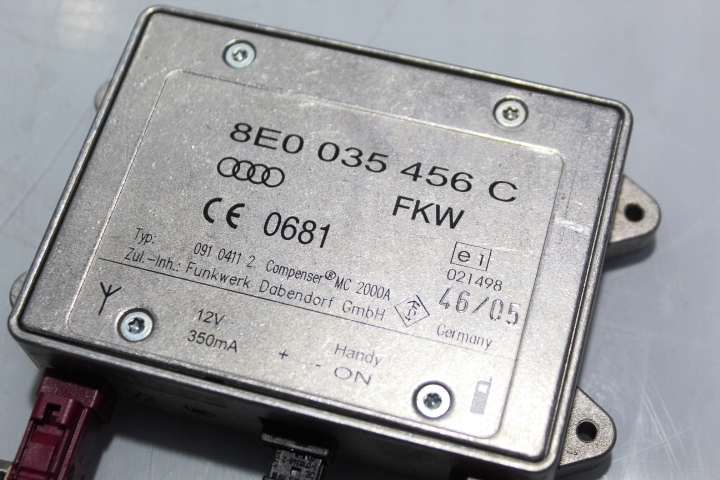 8E0 035 456 C
FKW
CE 0681
e1
021498
Typ: 091 0411 2 Compenser® MC 2000A
Zul.-Inh.: Funkwerk Dabendorf GmbH
46/05
Germany
12V
350mA
+ - Handy
ON